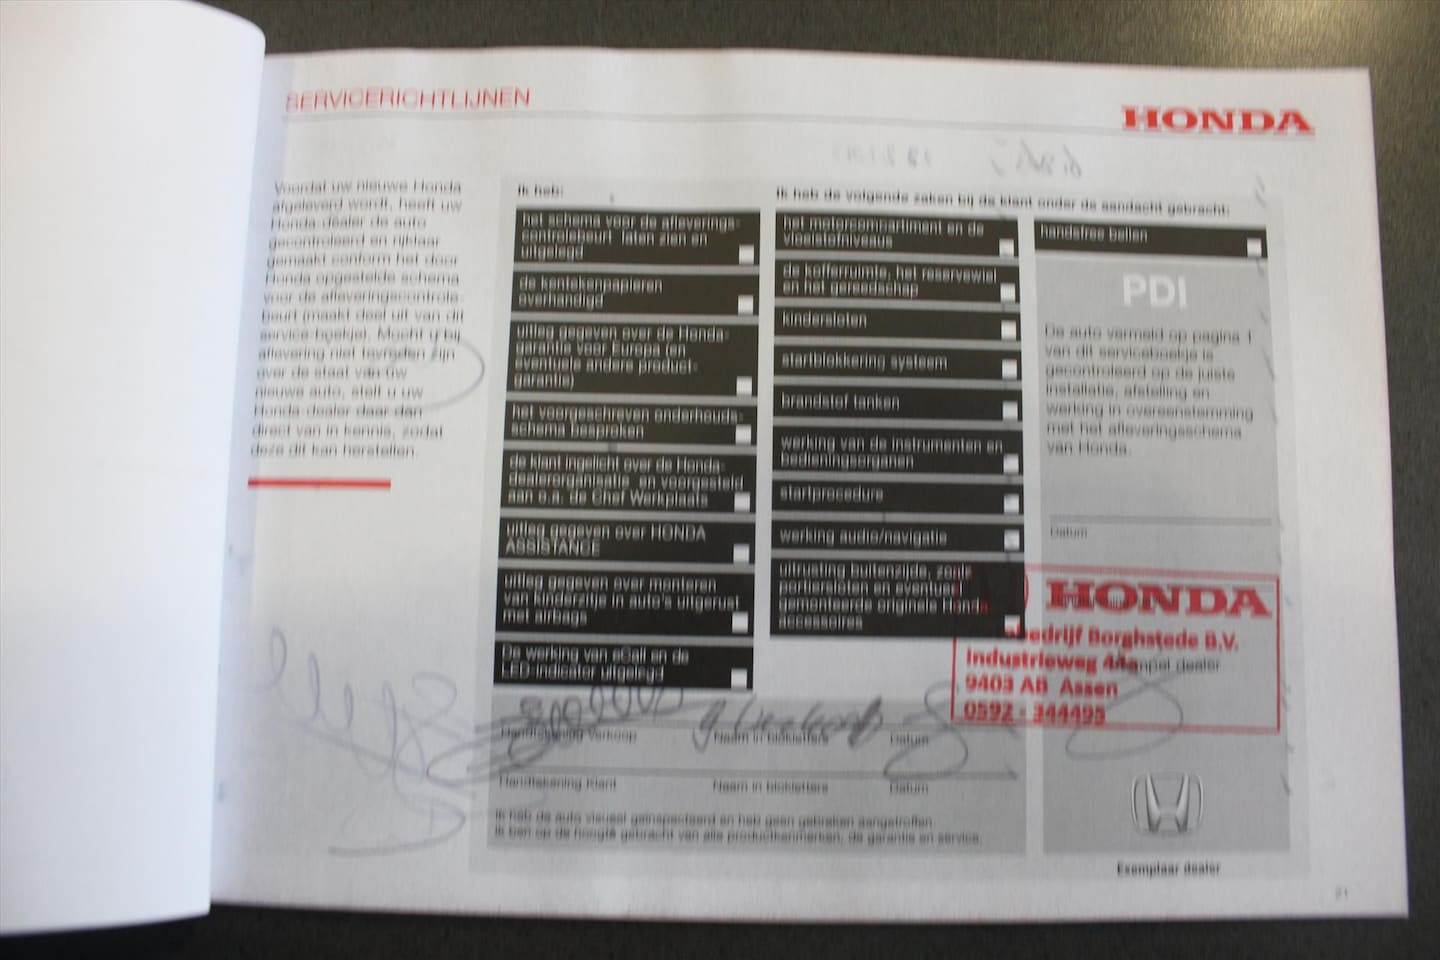 SERVICERICHTLIJNEN
HONDA
Voordat uw nieuwe Honda
afgeleverd wordt, heeft uw
Honda-dealer de auto
gecontroleerd en rijklaar
gemaakt conform het door
Honda opgestelde schema
voor de afleveringscontrole-
beurt (maakt deel uit van dit
service-boekje). Mocht u bij
aflevering niet tevreden zijn
over de staat van uw
nieuwe auto, stelt u uw
Honda-dealer daar dan
direct van in kennis, zodat
deze dit kan herstellen.
Ik heb:
het schema voor de afleverings-
controlebeurt laten zien en
uitgelegd
de kentekenpapieren
overhandigd
uitleg gegeven over de Honda-
garantie voor Europa (en
eventuele andere product-
garantie)
het voorgeschreven onderhouds-
schema besproken
de klant ingelicht over de Honda-
dealerorganisatie en voorgesteld
aan o.a. de Chef Werkplaats
uitleg gegeven over HONDA
ASSISTANCE
uitleg gegeven over monteren
van kinderzitje in auto's uitgerust
met airbags
De werking van eCall en de
LED-indicator uitgelegd
Ik heb de volgende zaken bij de klant onder de aandacht gebracht:
het motorcompartiment en de
vloeistofniveaus
de kofferruimte, het reservewiel
en het gereedschap
kindersloten
startblokkering systeem
brandstof tanken
werking van de instrumenten en
bedieningsorganen
startprocedure
werking audio/navigatie
uitrusting buitenzijde, zoals
portiersloten en eventueel
gemonteerde originele Honda
accessoires
handsfree bellen
PDI
De auto vermeld op pagina 1
van dit serviceboekje is
gecontroleerd op de juiste
installatie, afstelling en
werking in overeenstemming
met het afleveringsschema
van Honda.
Datum
HONDA
bedrijf Borghstede B.V.
Industrieweg 44a
Stempel dealer
9403 AB Assen
0592 - 344495
Handtekening verkoop
Naam in blokletters
Datum
Handtekening klant
Naam in blokletters
Datum
Ik heb de auto visueel geïnspecteerd en heb geen gebreken aangetroffen.
Ik ben op de hoogte gebracht van alle productkenmerken, de garantie en service.
Exemplaar dealer
21